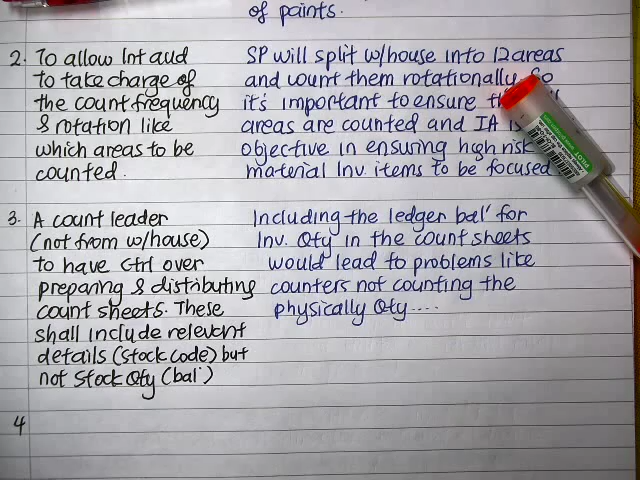 of paints.
2. To allow Int aud
to take charge of
the count frequency
& rotation like
which areas to be
counted.
SP will split w/house into 12 areas
and count them rotationally. So
it's important to ensure
areas are counted and IA is
objective in ensuring high risk
material Inv. items to be focused.
3. A count leader
(not from w/house)
to have ctrl over
preparing & distributing
count sheets. These
shall include relevent
details (stock code) but
not stock Qty (bal')
Including the ledger bal' for
Inv. Qty in the count sheets
would lead to problems like
counters not counting the
physically Qty....
4
PILOT